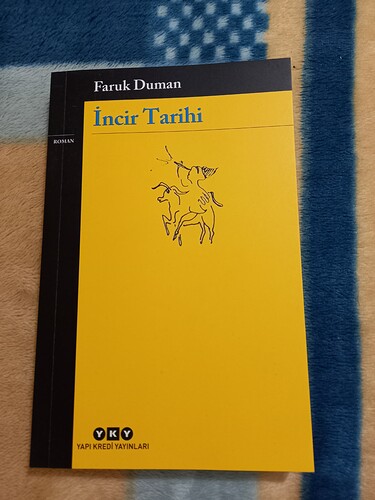 Faruk Duman
İncir Tarihi
ROMAN
YKY
YAPI KREDİ YAYINLARI